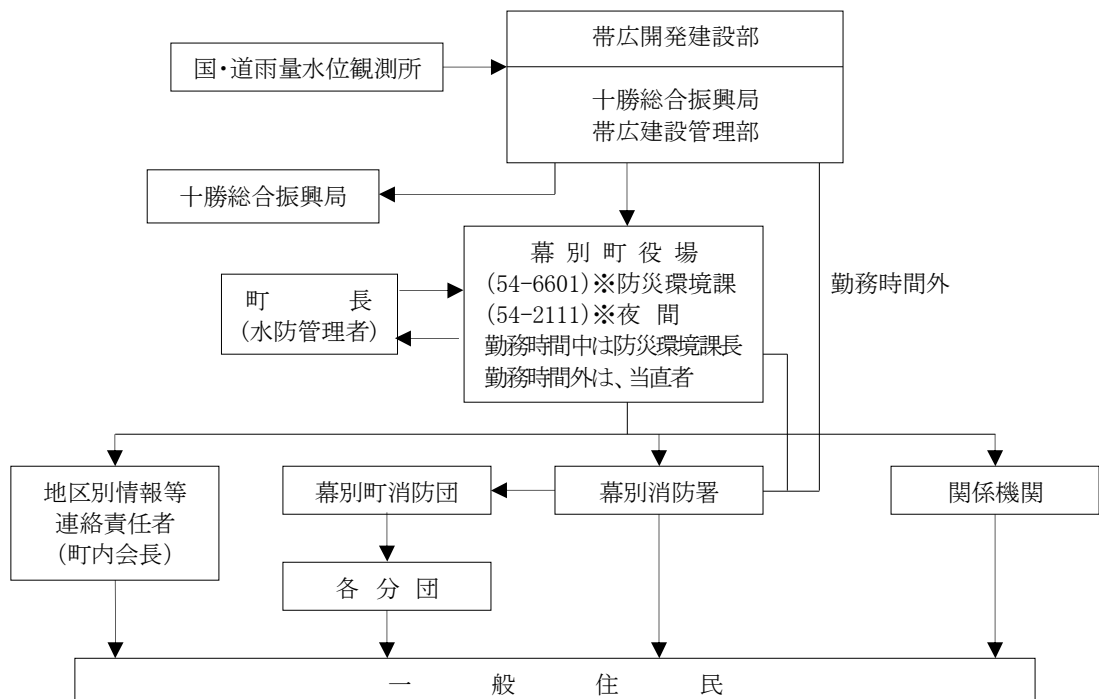 帯広開発建設部
国・道雨量水位観測所
十勝総合振興局
帯広建設管理部
十勝総合振興局
幕別町役場
(54-6601)※防災環境課
(54-2111)※夜間
勤務時間中は防災環境課長
勤務時間外は、当直者
町長
(水防管理者)
勤務時間外
地区別情報等
連絡責任者
(町内会長)
幕別町消防団
幕別消防署
関係機関
各分団
一般住民